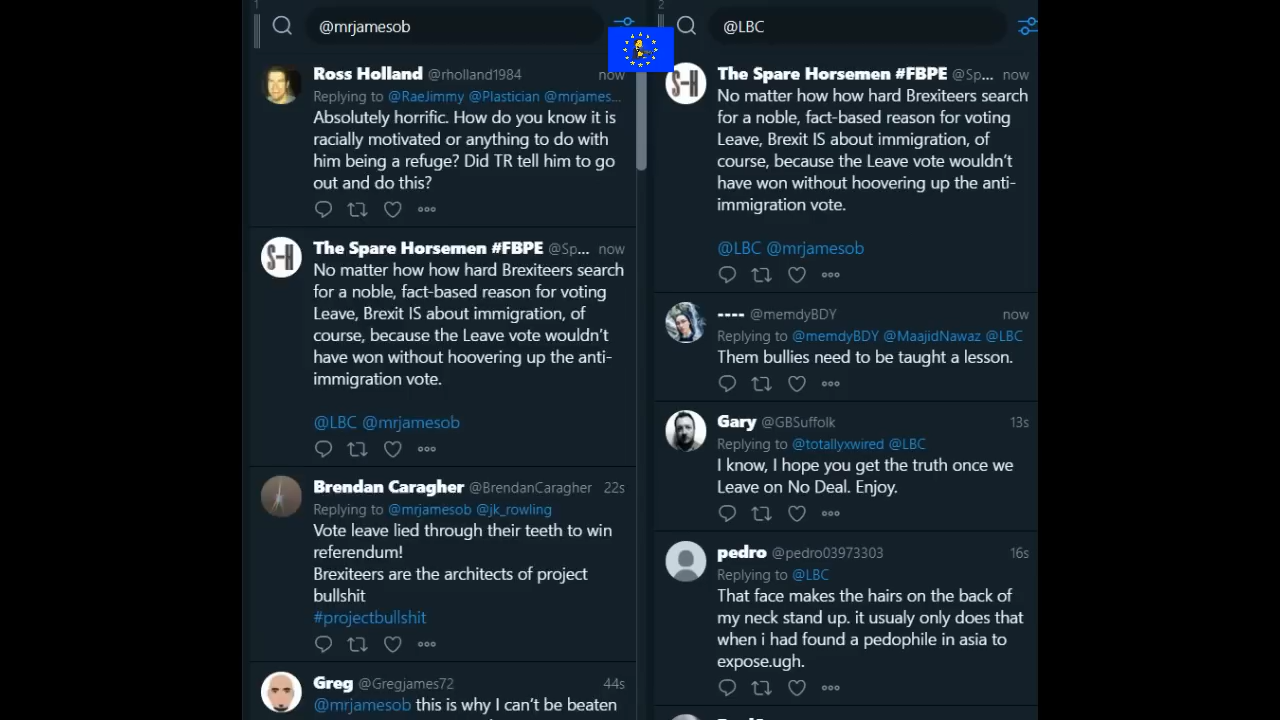 1
@mrjamesob
Ross Holland @rholland1984 now
Replying to @RaeJimmy @Plastician @mrjames...
Absolutely horrific. How do you know it is
racially motivated or anything to do with
him being a refuge? Did TR tell him to go
out and do this?
The Spare Horsemen #FBPE @Sp... now
S-H
No matter how how hard Brexiteers search
for a noble, fact-based reason for voting
Leave, Brexit IS about immigration, of
course, because the Leave vote wouldn't
have won without hoovering up the anti-
immigration vote.
@LBC @mrjamesob
Brendan Caragher @BrendanCaragher 22s
Replying to @mrjamesob @jk_rowling
Vote leave lied through their teeth to win
referendum!
Brexiteers are the architects of project
bullshit
#projectbullshit
Greg @Gregjames72 44s
@mrjamesob this is why I can't be beaten
2
@LBC
The Spare Horsemen #FBPE @Sp... now
S-H
No matter how how hard Brexiteers search
for a noble, fact-based reason for voting
Leave, Brexit IS about immigration, of
course, because the Leave vote wouldn't
have won without hoovering up the anti-
immigration vote.
@LBC @mrjamesob
---- @memdyBDY now
Replying to @memdyBDY @MaajidNawaz @LBC
Them bullies need to be taught a lesson.
Gary @GBSuffolk 13s
Replying to @totallyxwired @LBC
I know, I hope you get the truth once we
Leave on No Deal. Enjoy.
pedro @pedro03973303 16s
Replying to @LBC
That face makes the hairs on the back of
my neck stand up. it usualy only does that
when i had found a pedophile in asia to
expose.ugh.